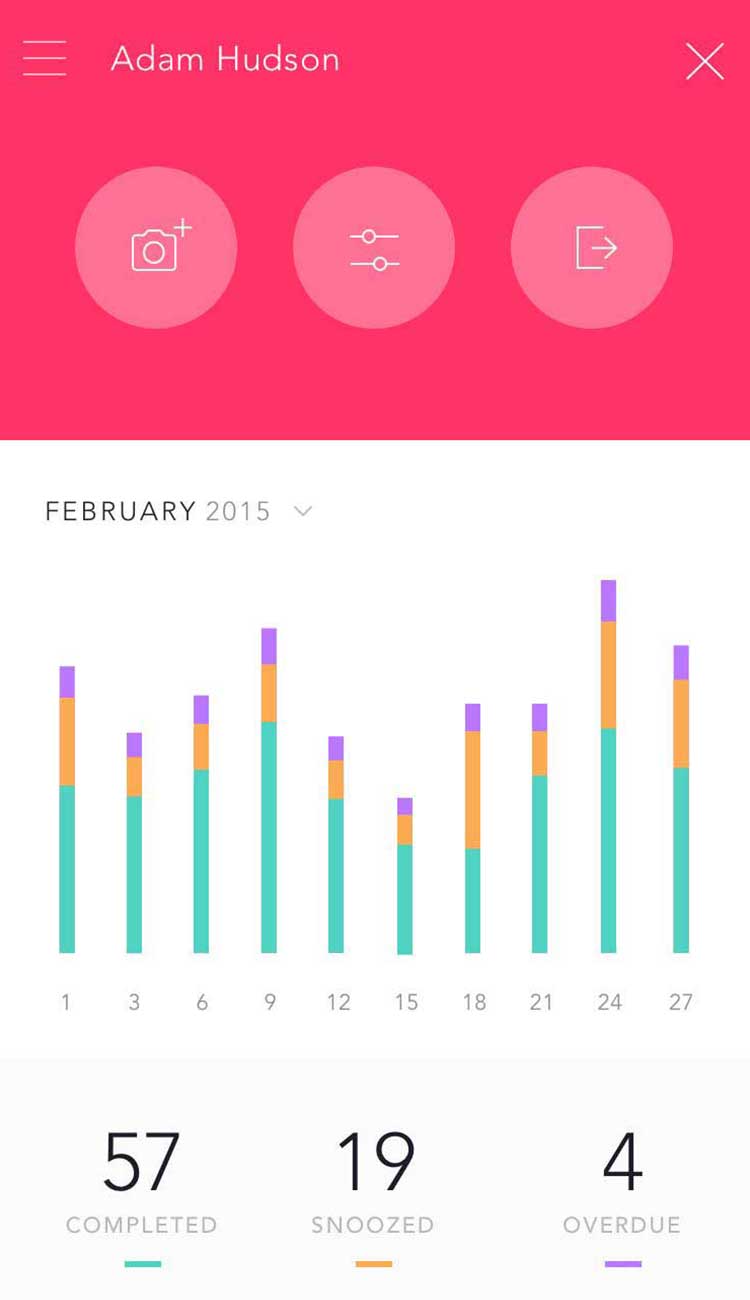 Adam Hudson
FEBRUARY 2015
1 3 6 9 12 15 18 21 24 27
57 19 4
COMPLETED SNOOZED OVERDUE